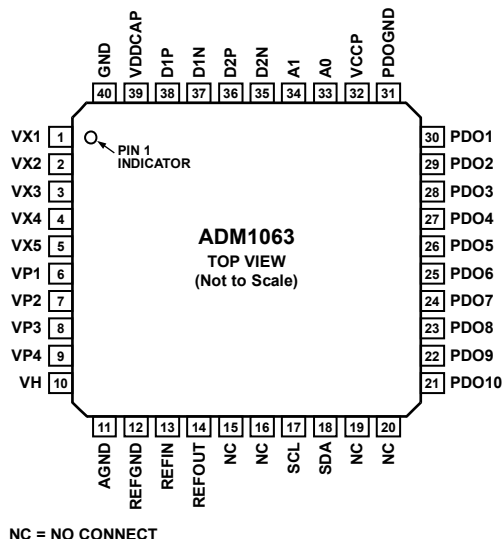 GND
VDDCAP
D1P
D1N
D2P
D2N
A1
A0
VCCP
PDOGND
40 39 38 37 36 35 34 33 32 31
VX1 1
VX2 2
VX3 3
VX4 4
VX5 5
VP1 6
VP2 7
VP3 8
VP4 9
VH 10
PIN 1
INDICATOR
ADM1063
TOP VIEW
(Not to Scale)
30 PDO1
29 PDO2
28 PDO3
27 PDO4
26 PDO5
25 PDO6
24 PDO7
23 PDO8
22 PDO9
21 PDO10
11 12 13 14 15 16 17 18 19 20
AGND
REFGND
REFIN
REFOUT
NC
NC
SCL
SDA
NC
NC
NC = NO CONNECT